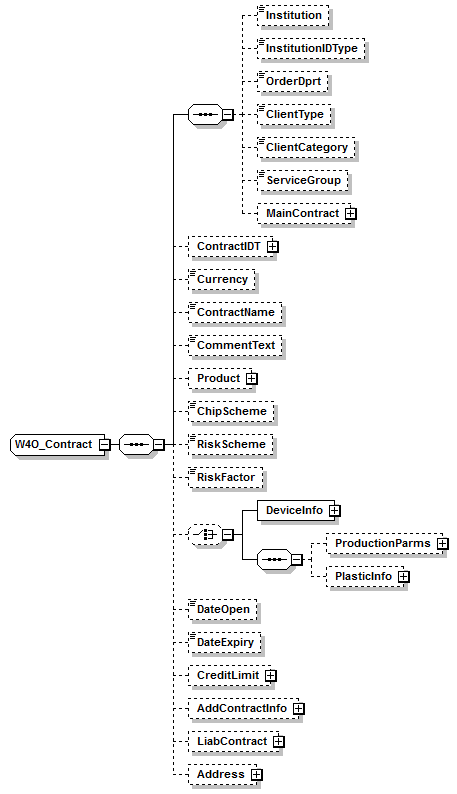 Institution
InstitutionIDType
OrderDprt
ClientType
ClientCategory
ServiceGroup
MainContract
ContractIDT
Currency
ContractName
CommentText
Product
ChipScheme
W4O_Contract
RiskScheme
RiskFactor
DeviceInfo
ProductionParms
PlasticInfo
DateOpen
DateExpiry
CreditLimit
AddContractInfo
LiabContract
Address